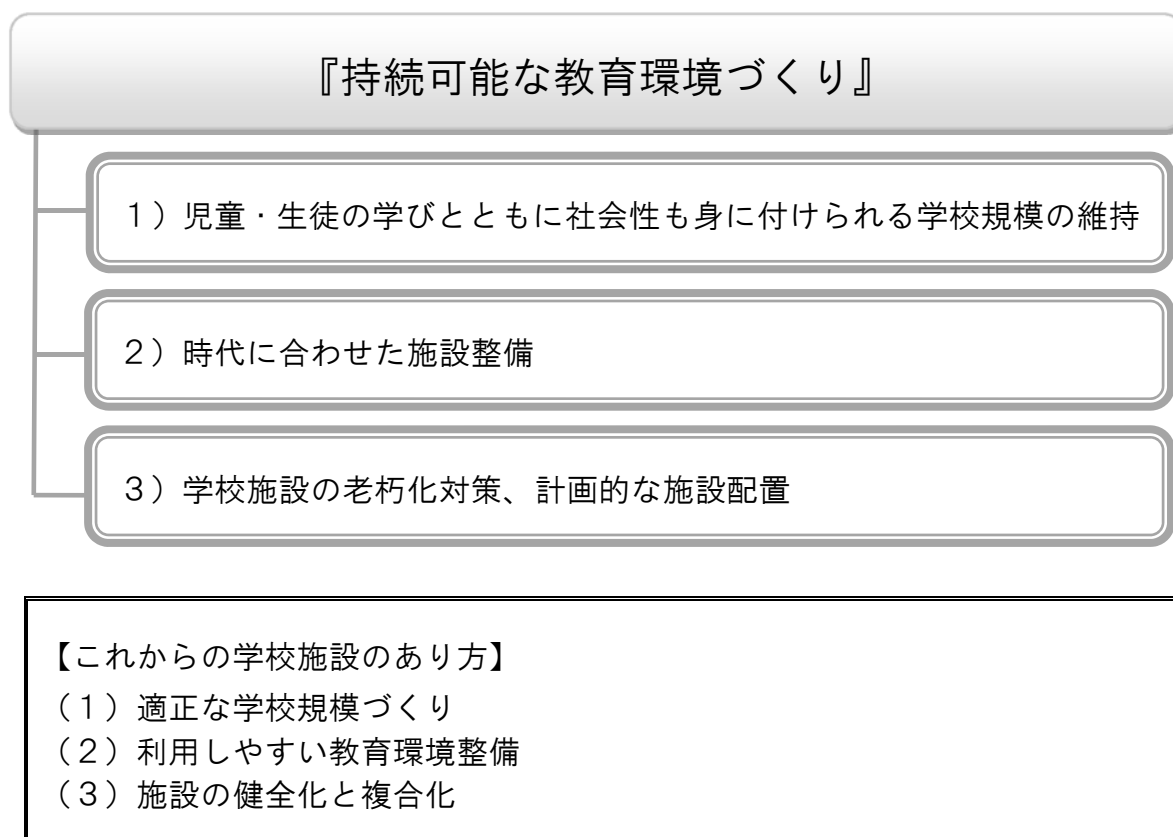 『持続可能な教育環境づくり』
１）児童・生徒の学びとともに社会性も身に付けられる学校規模の維持
２）時代に合わせた施設整備
３）学校施設の老朽化対策、計画的な施設配置
【これからの学校施設のあり方】
（１）適正な学校規模づくり
（２）利用しやすい教育環境整備
（３）施設の健全化と複合化